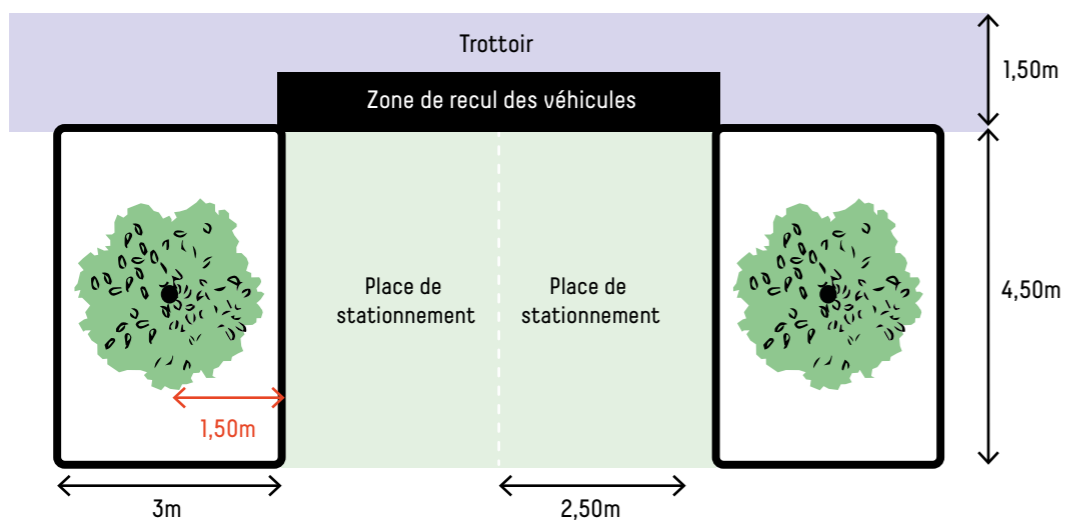 Trottoir
1,50m
Zone de recul des véhicules
Place de
stationnement
Place de
stationnement
4,50m
1,50m
3m
2,50m